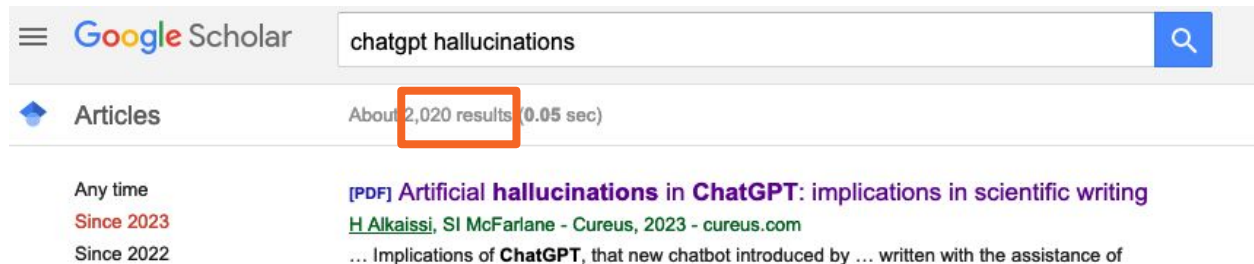 Google Scholar
chatgpt hallucinations
Articles
About 2,020 results (0.05 sec)
Any time
Since 2023
Since 2022
[PDF] Artificial hallucinations in ChatGPT: implications in scientific writing
H Alkaissi, SI McFarlane - Cureus, 2023 - cureus.com
... Implications of ChatGPT, that new chatbot introduced by ... written with the assistance of